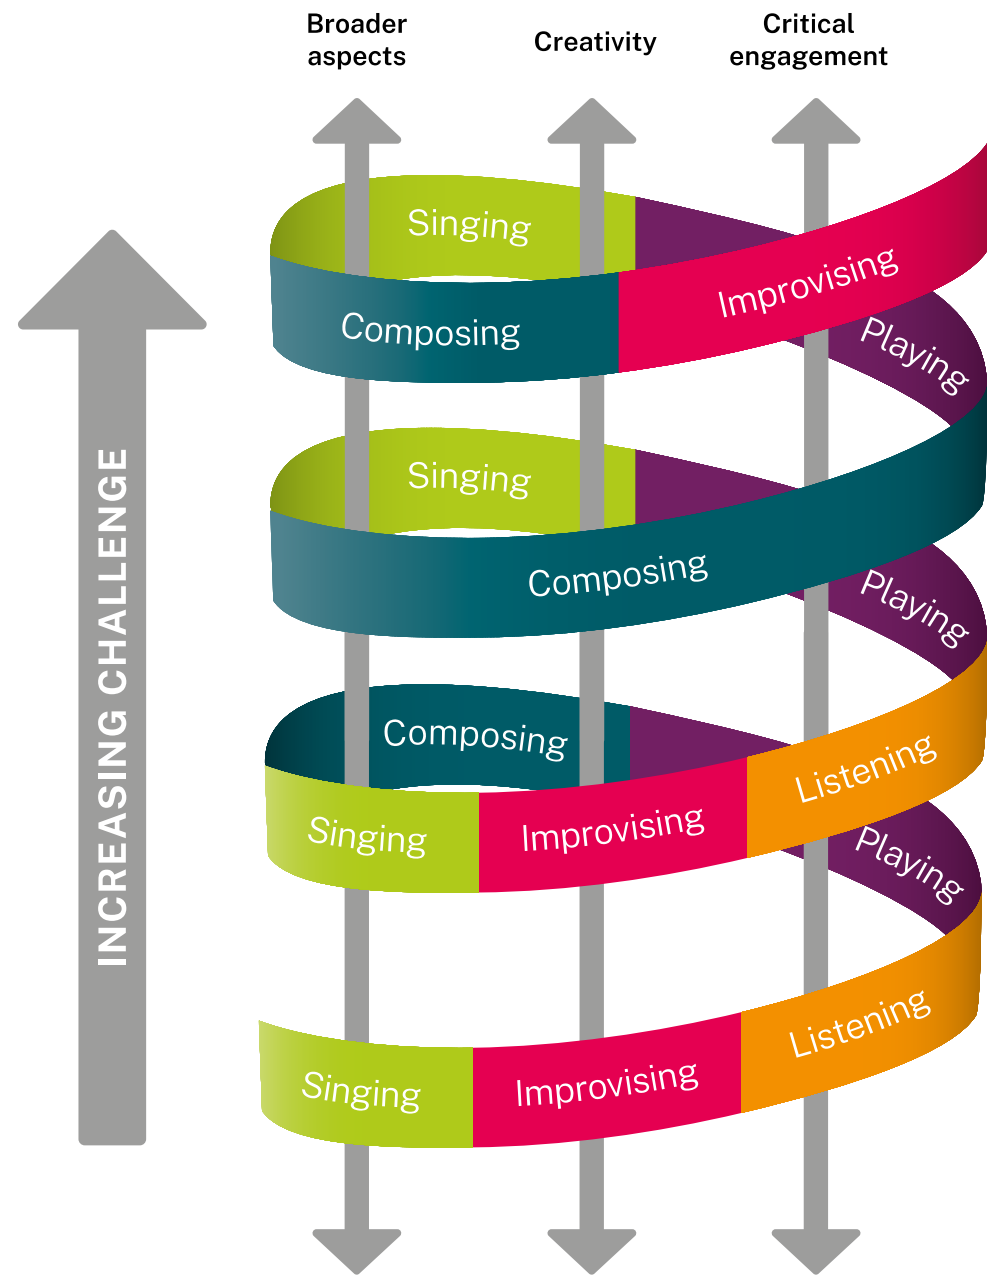 Broader
aspects
Creativity
Critical
engagement
Singing
Improvising
Composing
Playing
Singing
Composing
Playing
Composing
Listening
Singing
Improvising
Playing
Listening
Singing
Improvising
INCREASING CHALLENGE